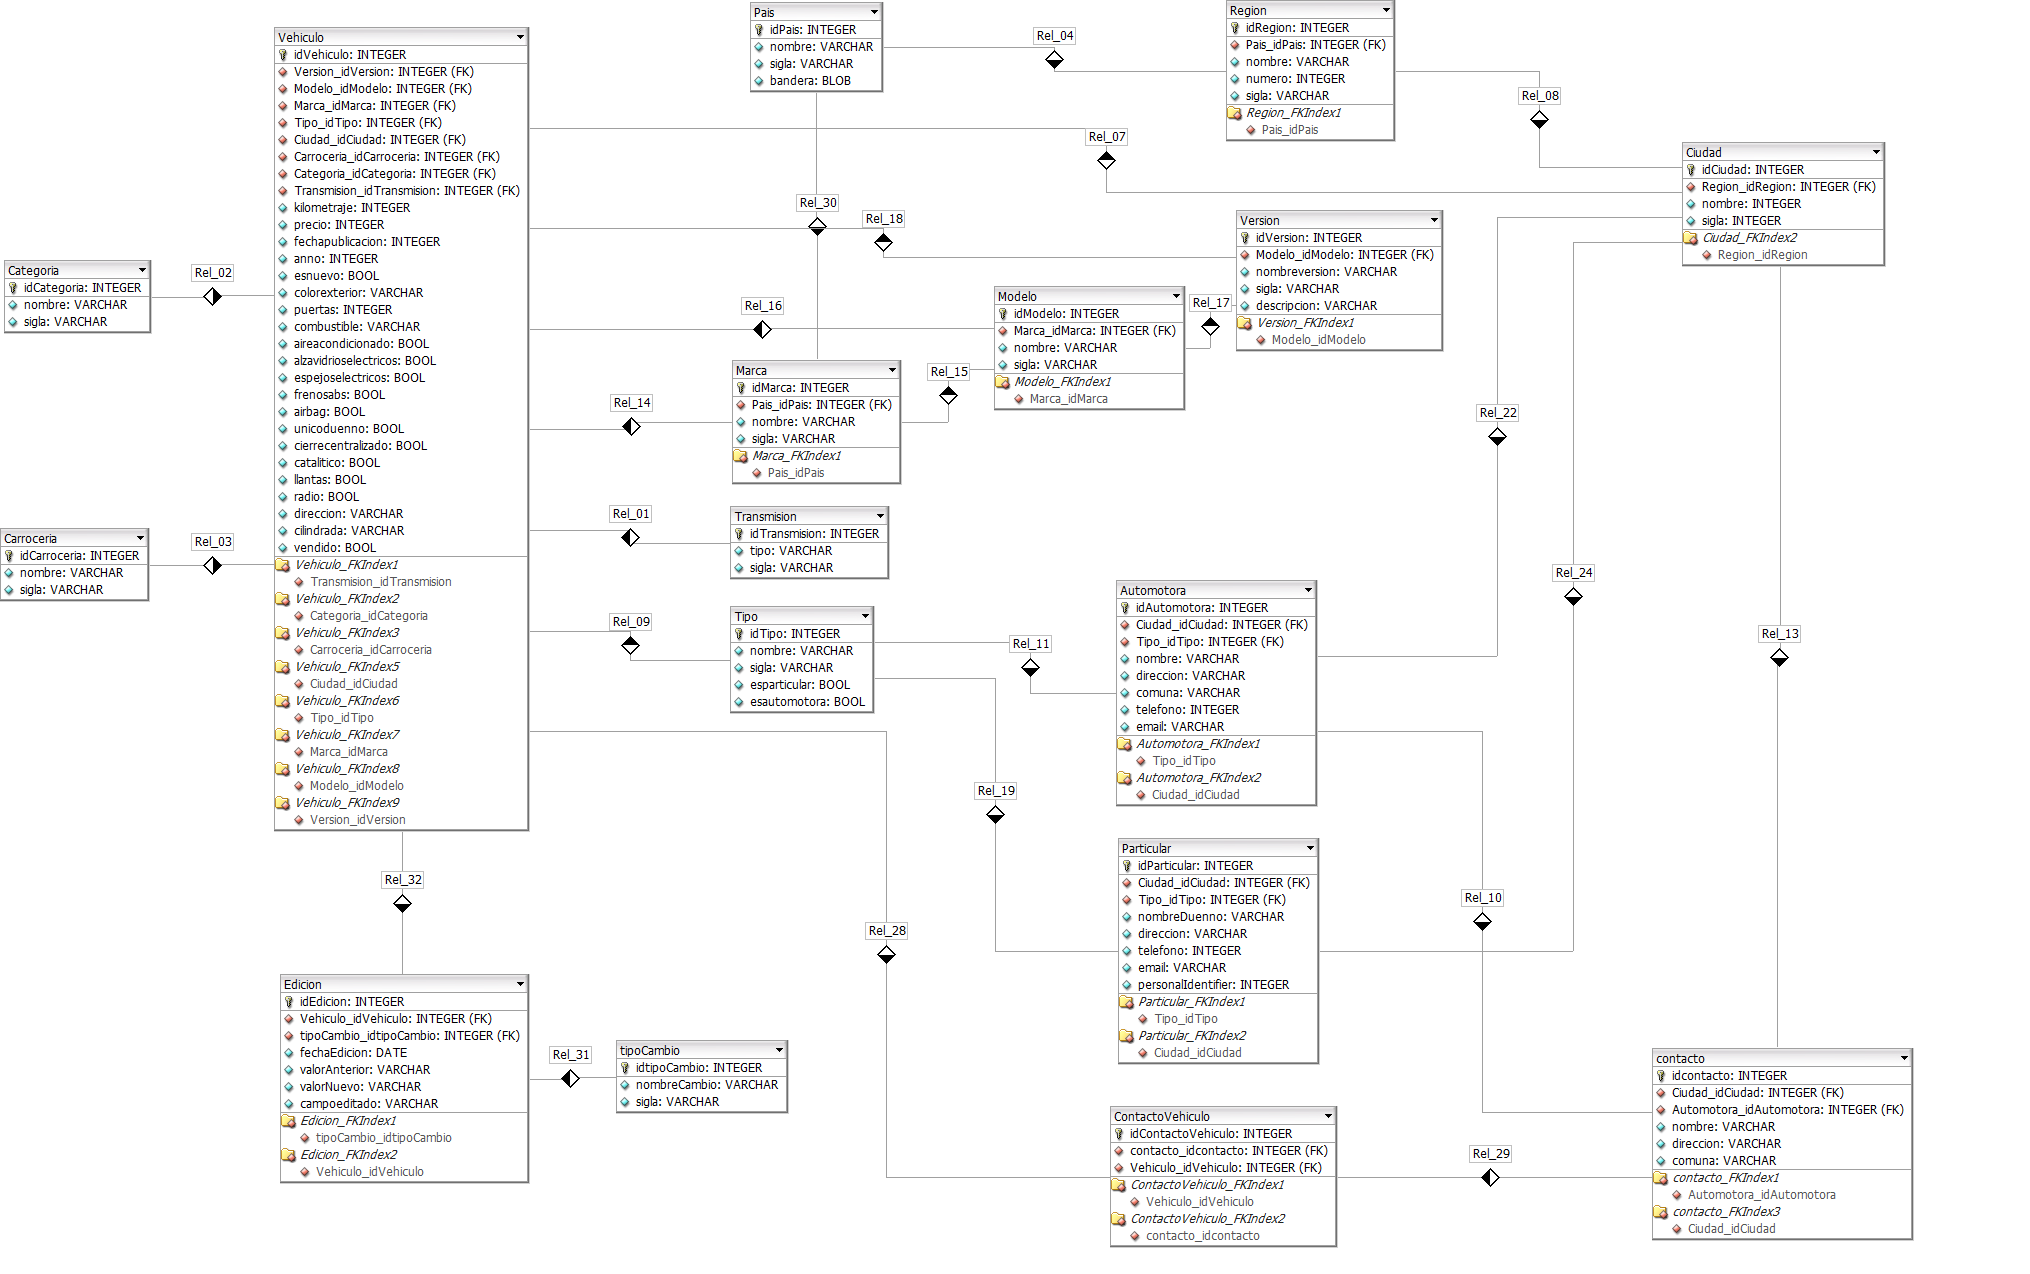 Vehiculo
idVehiculo: INTEGER
Version_idVersion: INTEGER (FK)
Modelo_idModelo: INTEGER (FK)
Marca_idMarca: INTEGER (FK)
Tipo_idTipo: INTEGER (FK)
Ciudad_idCiudad: INTEGER (FK)
Carroceria_idCarroceria: INTEGER (FK)
Categoria_idCategoria: INTEGER (FK)
Transmision_idTransmision: INTEGER (FK)
kilometraje: INTEGER
precio: INTEGER
fechapublicacion: INTEGER
anno: INTEGER
esnuevo: BOOL
colorexterior: VARCHAR
puertas: INTEGER
combustible: VARCHAR
aireacondicionado: BOOL
alzavidrioselectricos: BOOL
espejoselectricos: BOOL
frenosabs: BOOL
airbag: BOOL
unicoduenno: BOOL
cierrecentralizado: BOOL
catalitico: BOOL
llantas: BOOL
radio: BOOL
direccion: VARCHAR
cilindrada: VARCHAR
vendido: BOOL
Vehiculo_FKIndex1
Transmision_idTransmision
Vehiculo_FKIndex2
Categoria_idCategoria
Vehiculo_FKIndex3
Carroceria_idCarroceria
Vehiculo_FKIndex5
Ciudad_idCiudad
Vehiculo_FKIndex6
Tipo_idTipo
Vehiculo_FKIndex7
Marca_idMarca
Vehiculo_FKIndex8
Modelo_idModelo
Vehiculo_FKIndex9
Version_idVersion
Pais
idPais: INTEGER
nombre: VARCHAR
sigla: VARCHAR
bandera: BLOB
Rel_04
Region
idRegion: INTEGER
Pais_idPais: INTEGER (FK)
nombre: VARCHAR
numero: INTEGER
sigla: VARCHAR
Region_FKIndex1
Pais_idPais
Rel_08
Rel_07
Ciudad
idCiudad: INTEGER
Region_idRegion: INTEGER (FK)
nombre: INTEGER
sigla: INTEGER
Ciudad_FKIndex2
Region_idRegion
Rel_30
Rel_18
Version
idVersion: INTEGER
Modelo_idModelo: INTEGER (FK)
nombreversion: VARCHAR
sigla: VARCHAR
descripcion: VARCHAR
Version_FKIndex1
Modelo_idModelo
Categoria
idCategoria: INTEGER
nombre: VARCHAR
sigla: VARCHAR
Rel_02
Rel_16
Modelo
idModelo: INTEGER
Marca_idMarca: INTEGER (FK)
nombre: VARCHAR
sigla: VARCHAR
Modelo_FKIndex1
Marca_idMarca
Rel_17
Marca
idMarca: INTEGER
Pais_idPais: INTEGER (FK)
nombre: VARCHAR
sigla: VARCHAR
Marca_FKIndex1
Pais_idPais
Rel_15
Rel_14
Rel_22
Carroceria
idCarroceria: INTEGER
nombre: VARCHAR
sigla: VARCHAR
Rel_03
Rel_01
Transmision
idTransmision: INTEGER
tipo: VARCHAR
sigla: VARCHAR
Rel_24
Rel_09
Tipo
idTipo: INTEGER
nombre: VARCHAR
sigla: VARCHAR
esparticular: BOOL
esautomotora: BOOL
Rel_11
Automotora
idAutomotora: INTEGER
Ciudad_idCiudad: INTEGER (FK)
Tipo_idTipo: INTEGER (FK)
nombre: VARCHAR
direccion: VARCHAR
comuna: VARCHAR
telefono: INTEGER
email: VARCHAR
Automotora_FKIndex1
Tipo_idTipo
Automotora_FKIndex2
Ciudad_idCiudad
Rel_13
Rel_19
Particular
idParticular: INTEGER
Ciudad_idCiudad: INTEGER (FK)
Tipo_idTipo: INTEGER (FK)
nombreDuenno: VARCHAR
direccion: VARCHAR
telefono: INTEGER
email: VARCHAR
personalIdentifier: INTEGER
Particular_FKIndex1
Tipo_idTipo
Particular_FKIndex2
Ciudad_idCiudad
Rel_10
Rel_32
Rel_28
Edicion
idEdicion: INTEGER
Vehiculo_idVehiculo: INTEGER (FK)
tipoCambio_idtipoCambio: INTEGER (FK)
fechaEdicion: DATE
valorAnterior: VARCHAR
valorNuevo: VARCHAR
campoeditado: VARCHAR
Edicion_FKIndex1
tipoCambio_idtipoCambio
Edicion_FKIndex2
Vehiculo_idVehiculo
Rel_31
tipoCambio
idtipoCambio: INTEGER
nombreCambio: VARCHAR
sigla: VARCHAR
ContactoVehiculo
idContactoVehiculo: INTEGER
contacto_idcontacto: INTEGER (FK)
Vehiculo_idVehiculo: INTEGER (FK)
ContactoVehiculo_FKIndex1
Vehiculo_idVehiculo
ContactoVehiculo_FKIndex2
contacto_idcontacto
Rel_29
contacto
idcontacto: INTEGER
Ciudad_idCiudad: INTEGER (FK)
Automotora_idAutomotora: INTEGER (FK)
nombre: VARCHAR
direccion: VARCHAR
comuna: VARCHAR
contacto_FKIndex1
Automotora_idAutomotora
contacto_FKIndex3
Ciudad_idCiudad